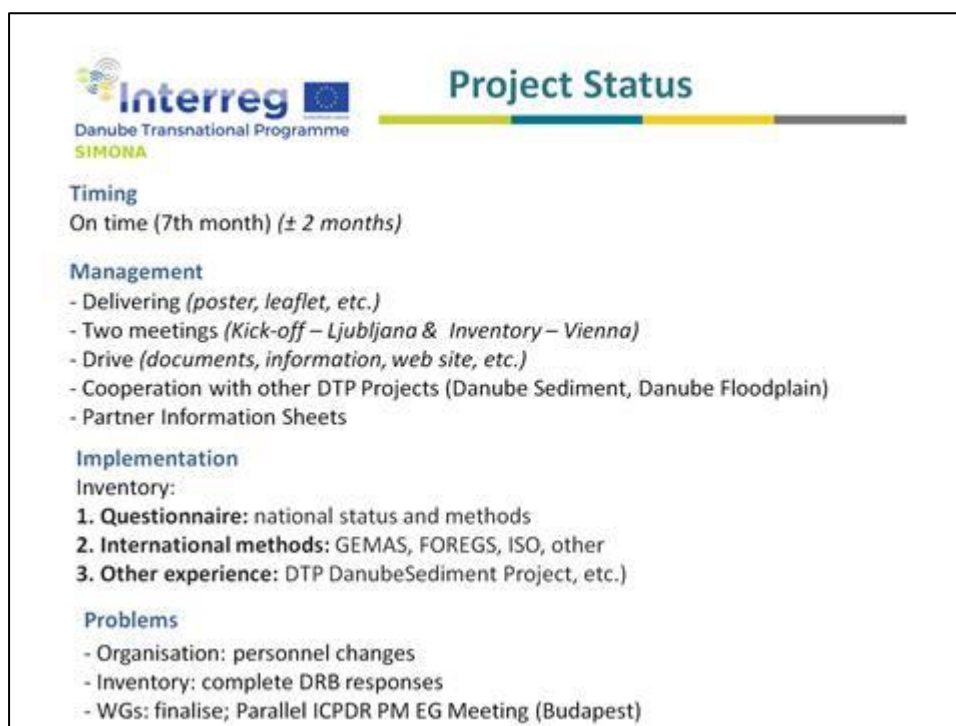 Interreg
Project Status
Danube Transnational Programme
SIMONA
Timing
On time (7th month) (± 2 months)
Management
- Delivering (poster, leaflet, etc.)
- Two meetings (Kick-off – Ljubljana & Inventory – Vienna)
- Drive (documents, information, web site, etc.)
- Cooperation with other DTP Projects (Danube Sediment, Danube Floodplain)
- Partner Information Sheets
Implementation
Inventory:
1. Questionnaire: national status and methods
2. International methods: GEMAS, FOREGS, ISO, other
3. Other experience: DTP DanubeSediment Project, etc.)
Problems
- Organisation: personnel changes
- Inventory: complete DRB responses
- WGs: finalise; Parallel ICPDR PM EG Meeting (Budapest)